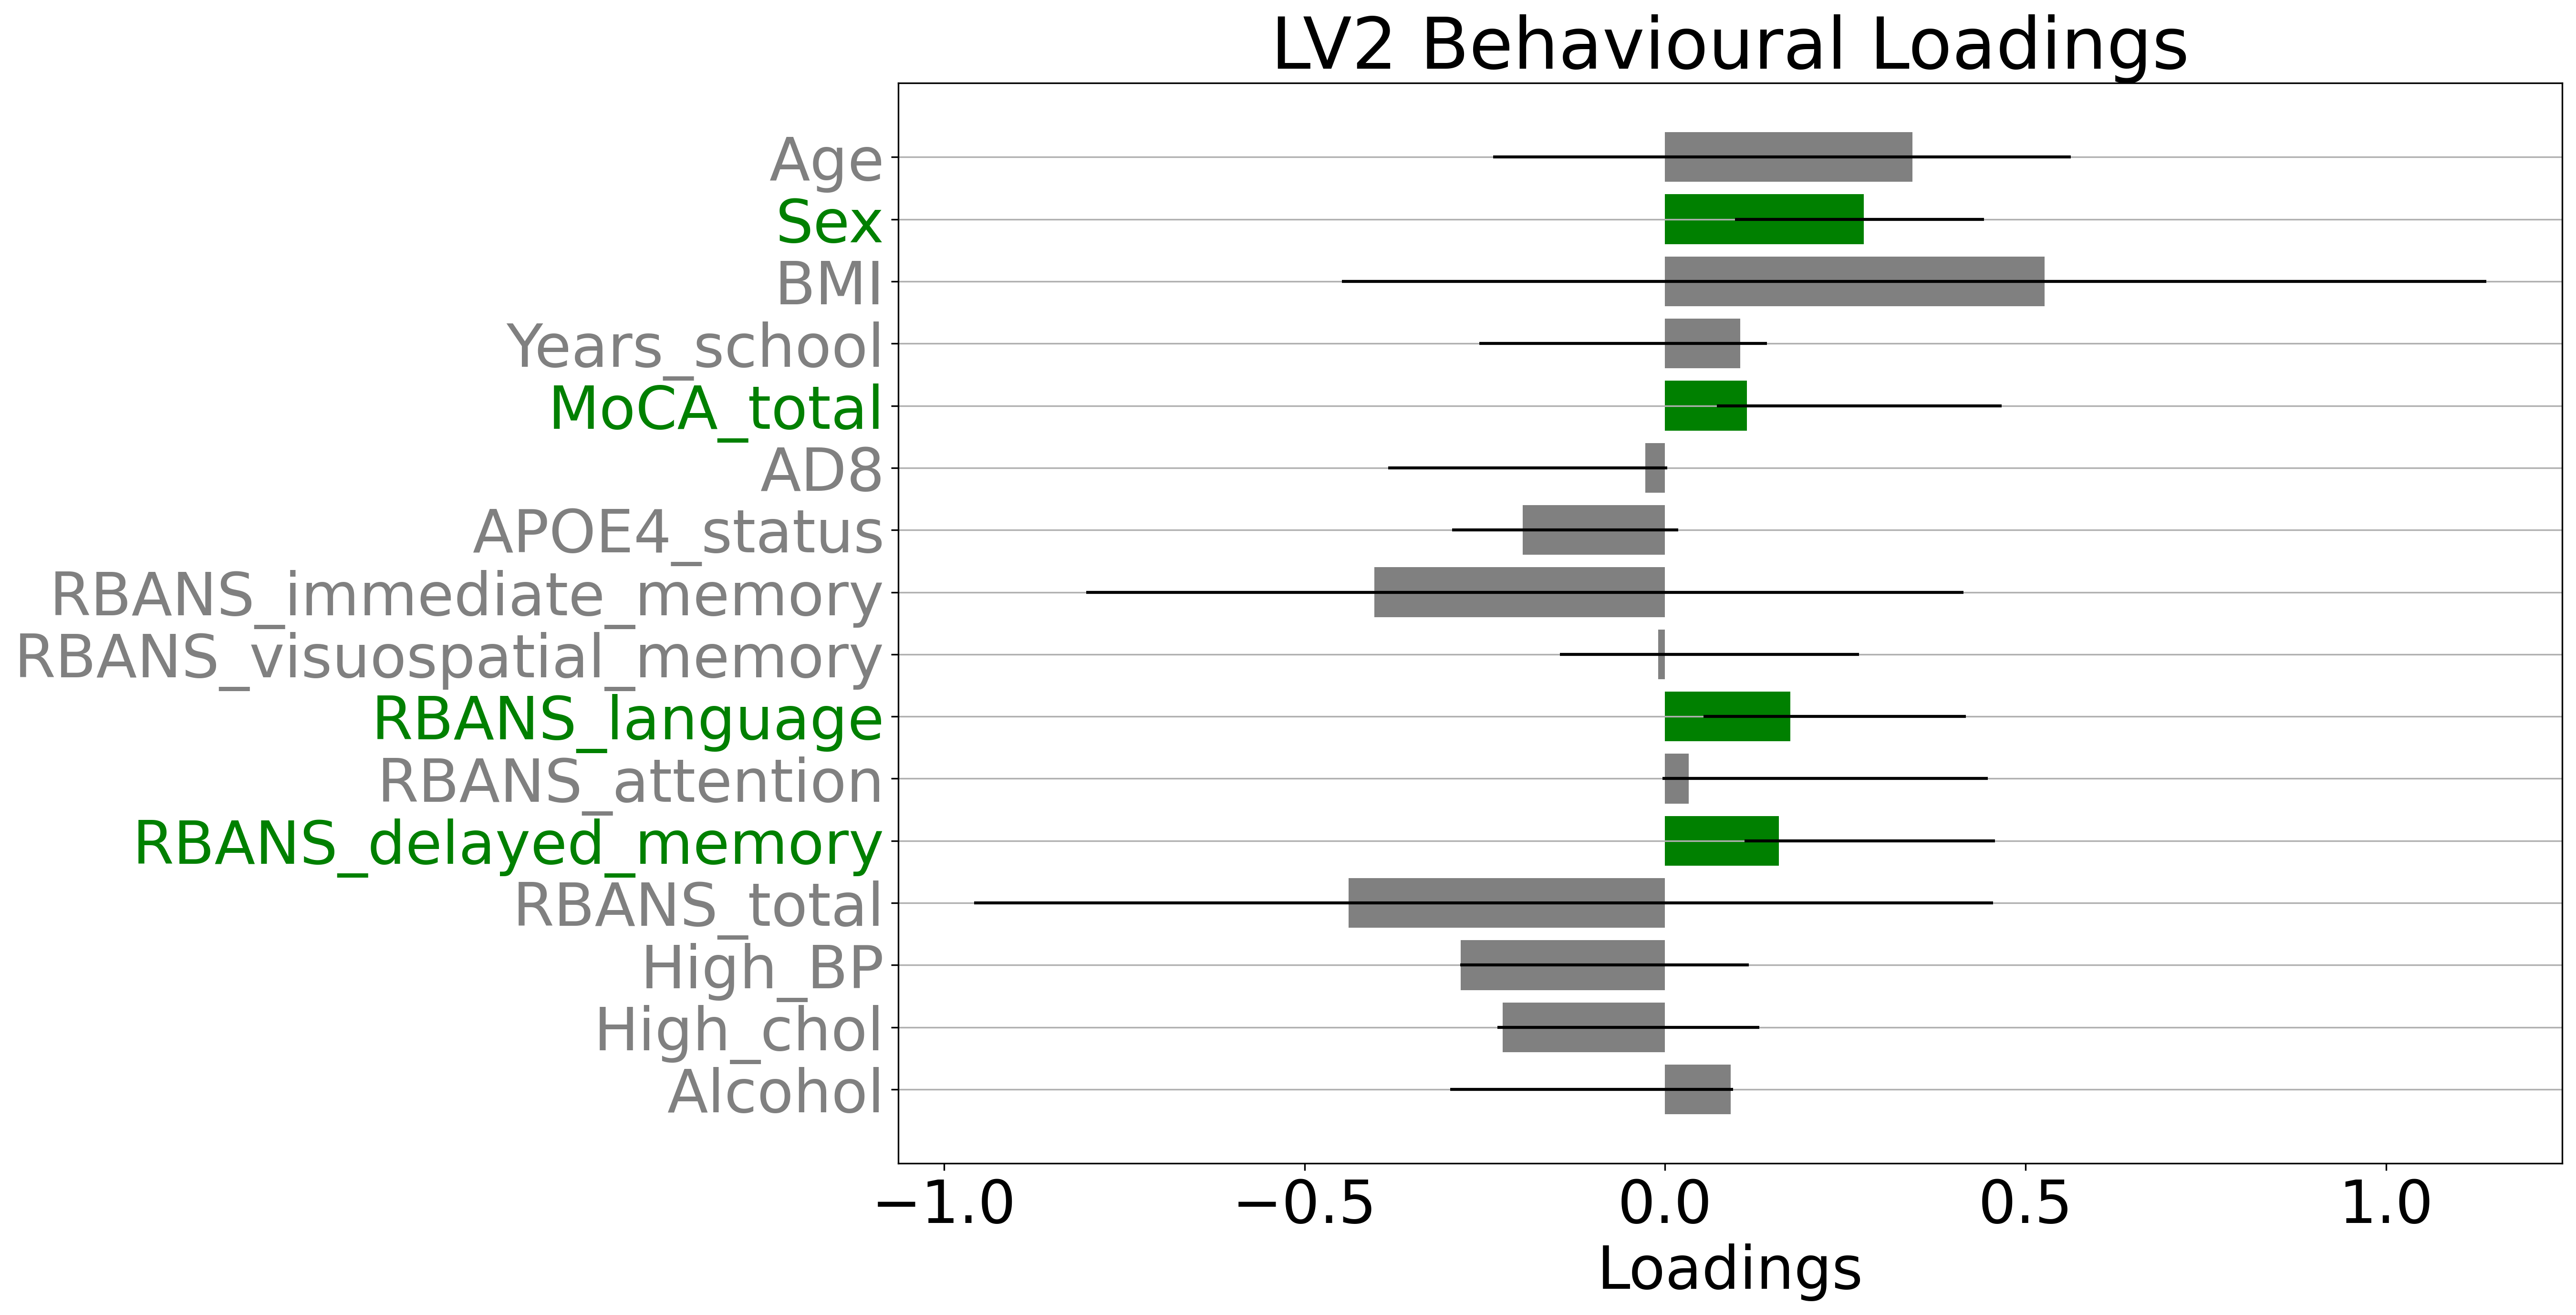 LV2 Behavioural Loadings
Age
Sex
BMI
Years_school
MoCA_total
AD8
APOE4_status
RBANS_immediate_memory
RBANS_visuospatial_memory
RBANS_language
RBANS_attention
RBANS_delayed_memory
RBANS_total
High_BP
High_chol
Alcohol
−1.0 −0.5 0.0 0.5 1.0
Loadings